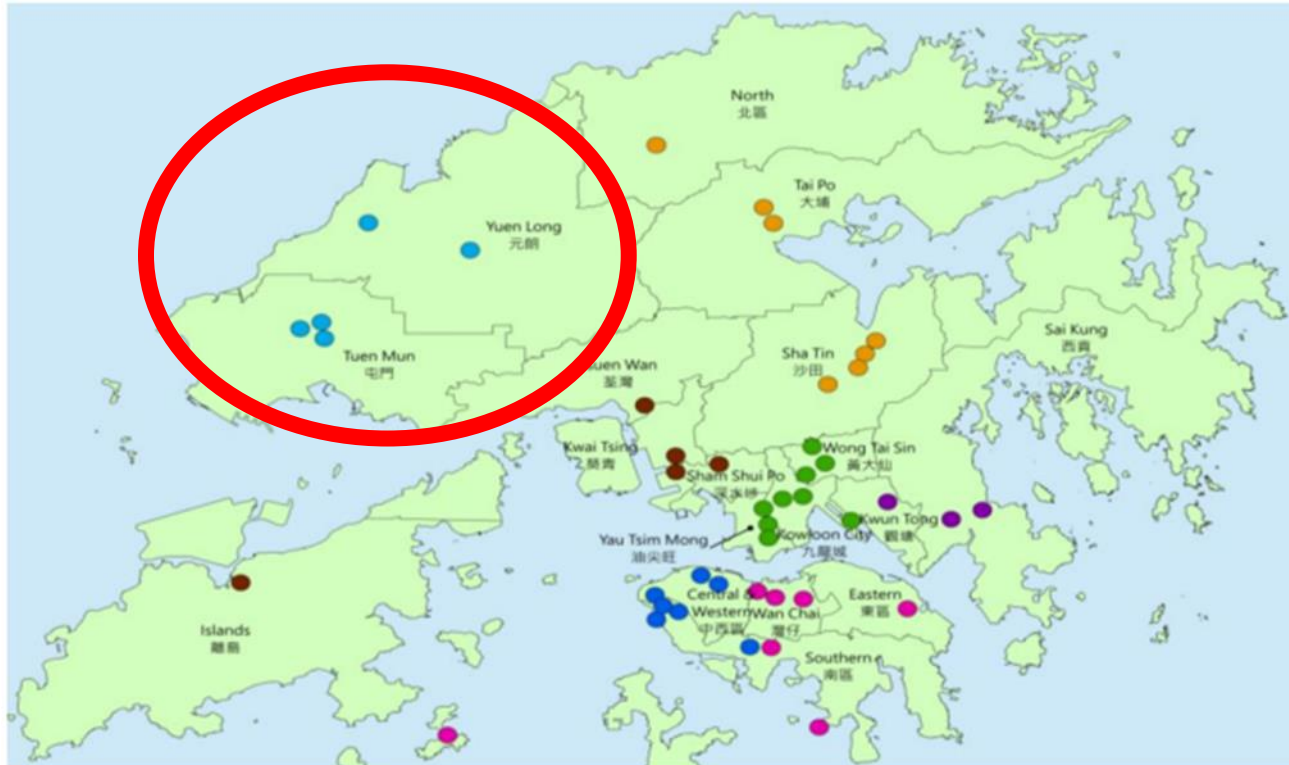 North
北區
Tai Po
大埔
Yuen Long
元朗
Sai Kung
西貢
Tuen Mun
屯門
Sha Tin
沙田
uen Wan
荃灣
Kwai Tsing
葵青
Wong Tai Sin
黃大仙
Sham Shui Po
深水埗
Kwun Tong
觀塘
Yau Tsim Mong
油尖旺
Kowloon City
九龍城
Central &
Western
中西區
Wan Chai
灣仔
Eastern
東區
Islands
離島
Southern
南區